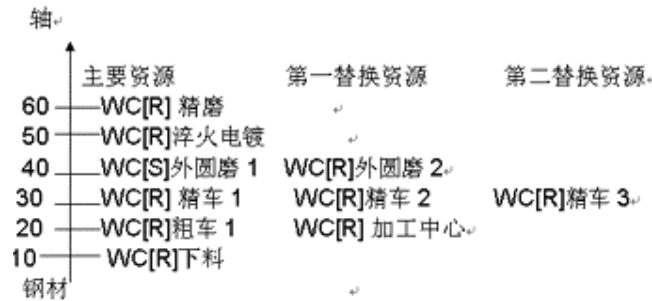 轴
主要资源 第一替换资源 第二替换资源
60 WC[R] 精磨
50 WC[R]淬火电镀
40 WC[S]外圆磨 1 WC[R]外圆磨 2
30 WC[R] 精车 1 WC[R]精车 2 WC[R]精车 3
20 WC[R]粗车 1 WC[R] 加工中心
10 WC[R]下料
钢材